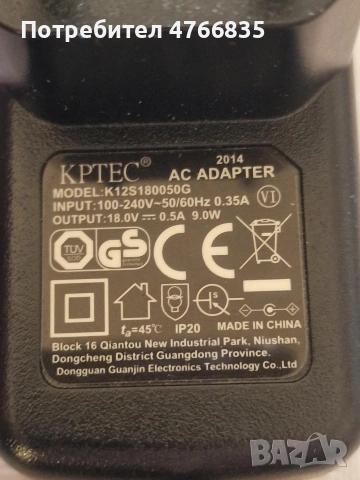 Потребител 4766835
KPTEC®
2014
AC ADAPTER
MODEL:K12S180050G
INPUT:100-240V~50/60Hz 0.35A
VI
OUTPUT:18.0V⎓0.5A 9.0W
TÜV GS CE
S
ta=45℃ IP20 MADE IN CHINA
Block 16 Qiantou New Industrial Park, Niushan,
Dongcheng District Guangdong Province.
Dongguan Guanjin Electronics Technology Co.,Ltd
BAZAR